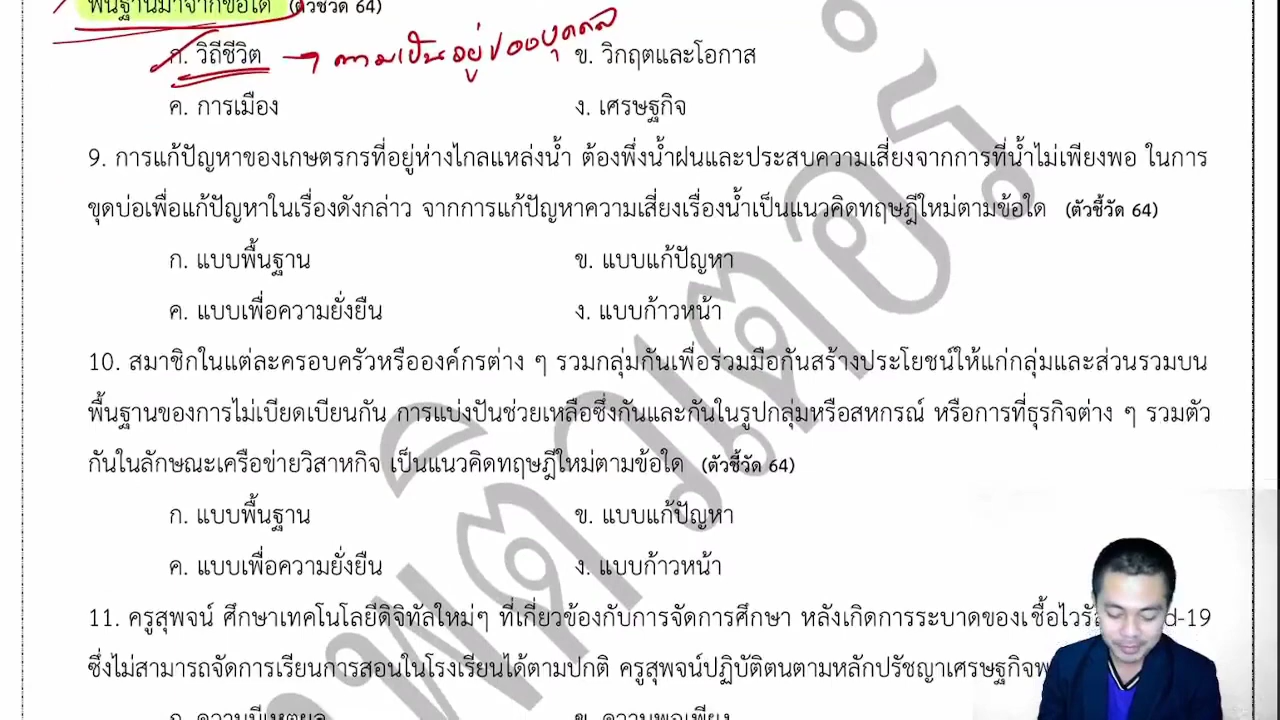 พื้นฐานมาจากข้อใด (ตัวชี้วัด 64)
ก. วิถีชีวิต → ความเป็นอยู่ของบุคคล ข. วิกฤตและโอกาส
ค. การเมือง ง. เศรษฐกิจ
9. การแก้ปัญหาของเกษตรกรที่อยู่ห่างไกลแหล่งน้ำ ต้องพึ่งน้ำฝนและประสบความเสี่ยงจากการที่น้ำไม่เพียงพอ ในการ
ขุดบ่อเพื่อแก้ปัญหาในเรื่องดังกล่าว จากการแก้ปัญหาความเสี่ยงเรื่องน้ำเป็นแนวคิดทฤษฎีใหม่ตามข้อใด (ตัวชี้วัด 64)
ก. แบบพื้นฐาน ข. แบบแก้ปัญหา
ค. แบบเพื่อความยั่งยืน ง. แบบก้าวหน้า
10. สมาชิกในแต่ละครอบครัวหรือองค์กรต่าง ๆ รวมกลุ่มกันเพื่อร่วมมือกันสร้างประโยชน์ให้แก่กลุ่มและส่วนรวมบน
พื้นฐานของการไม่เบียดเบียนกัน การแบ่งปันช่วยเหลือซึ่งกันและกันในรูปกลุ่มหรือสหกรณ์ หรือการที่ธุรกิจต่าง ๆ รวมตัว
กันในลักษณะเครือข่ายวิสาหกิจ เป็นแนวคิดทฤษฎีใหม่ตามข้อใด (ตัวชี้วัด 64)
ก. แบบพื้นฐาน ข. แบบแก้ปัญหา
ค. แบบเพื่อความยั่งยืน ง. แบบก้าวหน้า
11. ครูสุพจน์ ศึกษาเทคโนโลยีดิจิทัลใหม่ๆ ที่เกี่ยวข้องกับการจัดการศึกษา หลังเกิดการระบาดของเชื้อไวรัส d-19
ซึ่งไม่สามารถจัดการเรียนการสอนในโรงเรียนได้ตามปกติ ครูสุพจน์ปฏิบัติตนตามหลักปรัชญาเศรษฐกิจพ
ก. ความมีเหตุผล ข. ความพอเพียง